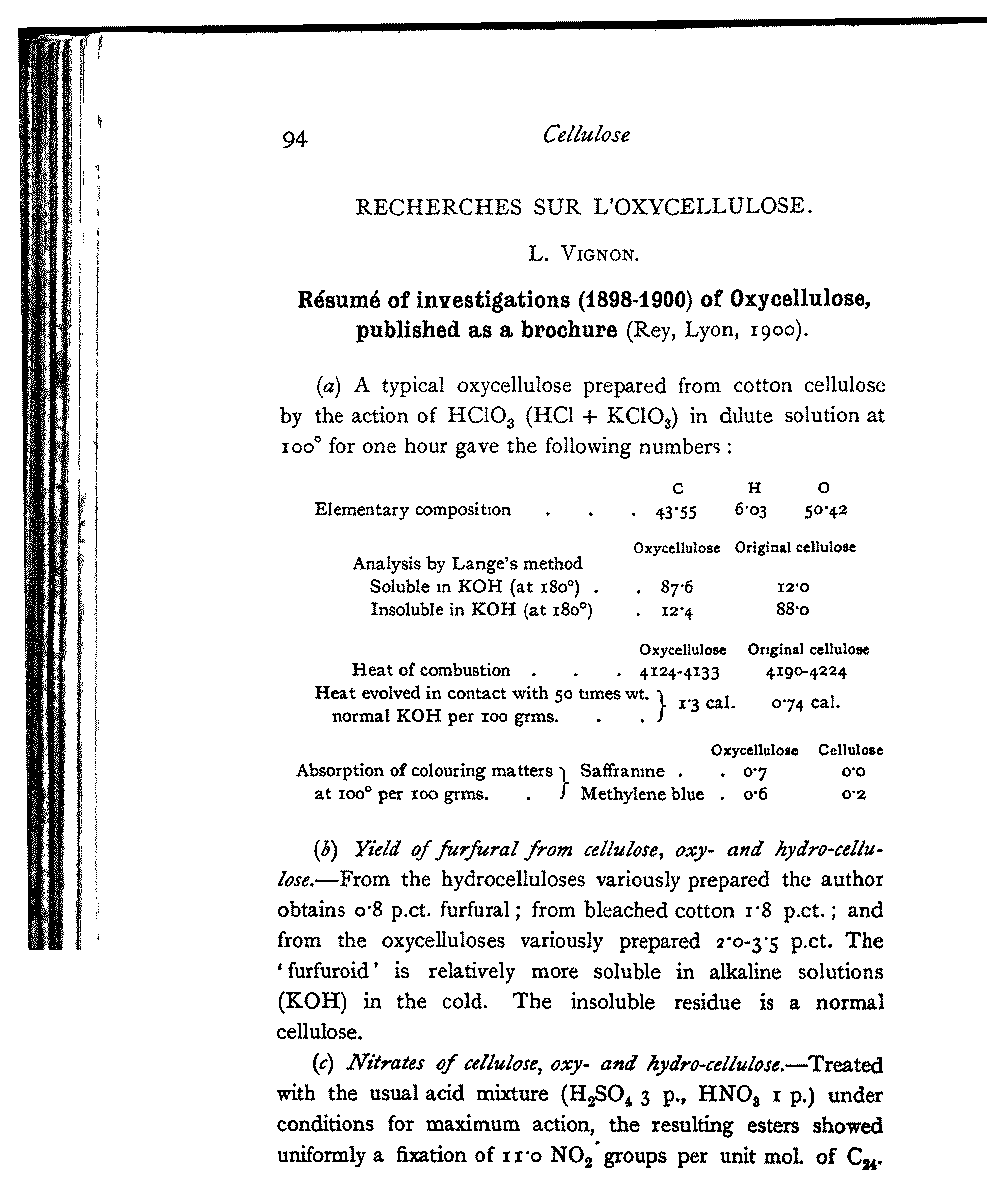 94 Cellulose
RECHERCHES SUR L'OXYCELLULOSE.
L. VIGNON.
Résumé of investigations (1898-1900) of Oxycellulose,
published as a brochure (Rey, Lyon, 1900).
(a) A typical oxycellulose prepared from cotton cellulose
by the action of HClO₃ (HCl + KClO₃) in dilute solution at
100° for one hour gave the following numbers :
C H O
Elementary composition . . . 43·55 6·03 50·42
Oxycellulose Original cellulose
Analysis by Lange's method
Soluble in KOH (at 180°) . . 87·6 12·0
Insoluble in KOH (at 180°) . 12·4 88·0
Oxycellulose Original cellulose
Heat of combustion . . . 4124-4133 4190-4224
Heat evolved in contact with 50 times wt. } 1·3 cal. 0·74 cal.
normal KOH per 100 grms. . .
Oxycellulose Cellulose
Absorption of colouring matters } Saffranine . . 0·7 0·0
at 100° per 100 grms. . Methylene blue . 0·6 0·2
(b) Yield of furfural from cellulose, oxy- and hydro-cellu-
lose.—From the hydrocelluloses variously prepared the author
obtains 0·8 p.ct. furfural ; from bleached cotton 1·8 p.ct. ; and
from the oxycelluloses variously prepared 2·0-3·5 p.ct. The
‘furfuroid’ is relatively more soluble in alkaline solutions
(KOH) in the cold. The insoluble residue is a normal
cellulose.
(c) Nitrates of cellulose, oxy- and hydro-cellulose.—Treated
with the usual acid mixture (H₂SO₄ 3 p., HNO₃ 1 p.) under
conditions for maximum action, the resulting esters showed
uniformly a fixation of 11·0 NO₂ groups per unit mol. of C₂₄.